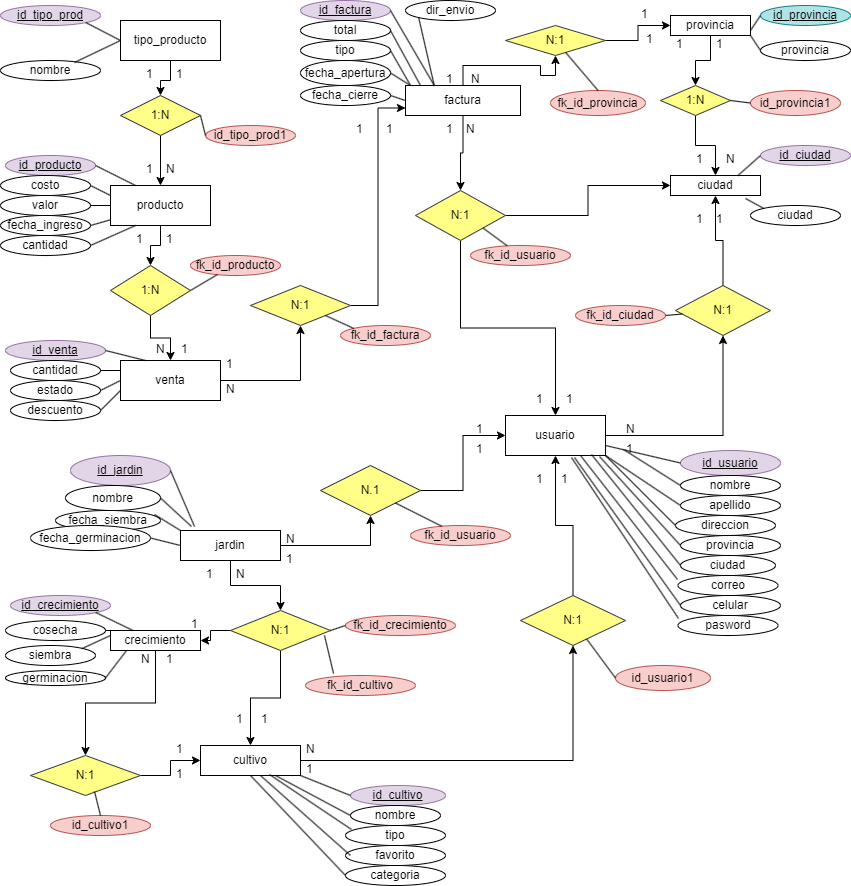 id_tipo_prod
tipo_producto
nombre
1 1
1:N
id_tipo_prod1
1 N
id_producto
costo
valor
fecha_ingreso
cantidad
producto
1 1
1:N
fk_id_producto
N 1
id_venta
cantidad
estado
descuento
venta
1
N
N:1
fk_id_factura
1 1
id_factura
total
tipo
fecha_apertura
fecha_cierre
dir_envio
factura
1 N
N:1
fk_id_provincia
1
1
provincia
id_provincia
provincia
1 1
1:N
id_provincia1
1 N
id_ciudad1
ciudad
ciudad
1 1
1 N
N:1
fk_id_usuario
fk_id_ciudad
N:1
1 1
usuario
N
1
id_usuario
nombre
apellido
direccion
provincia
ciudad
correo
celular
pasword
1 1
1
1
id_jardin
nombre
fecha_siembra
fecha_germinacion
jardin
N
1
N.1
fk_id_usuario
1 N
id_crecimiento
cosecha
siembra
germinacion
crecimiento
1
N:1
fk_id_crecimiento
fk_id_cultivo
N:1
id_usuario1
N 1
1 1
N:1
id_cultivo1
1
1
cultivo
N
1
id_cultivo
nombre
tipo
favorito
categoria